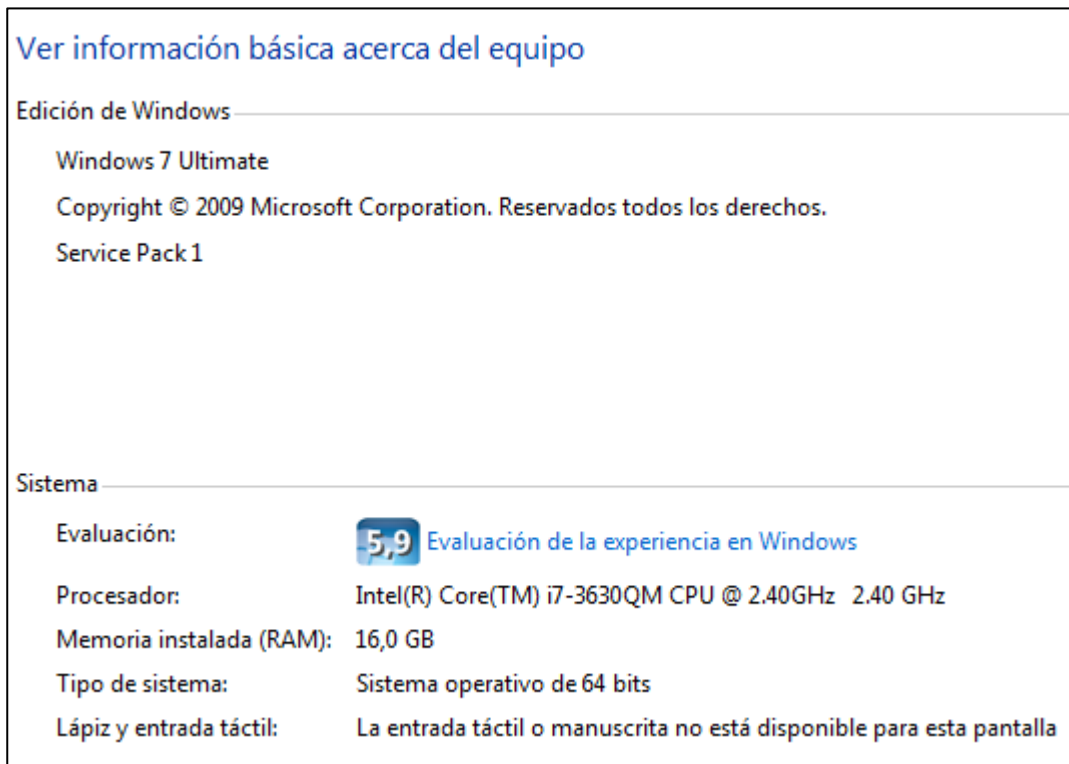 Ver información básica acerca del equipo
Edición de Windows
Windows 7 Ultimate
Copyright © 2009 Microsoft Corporation. Reservados todos los derechos.
Service Pack 1
Sistema
Evaluación: 5,9 Evaluación de la experiencia en Windows
Procesador: Intel(R) Core(TM) i7-3630QM CPU @ 2.40GHz 2.40 GHz
Memoria instalada (RAM): 16,0 GB
Tipo de sistema: Sistema operativo de 64 bits
Lápiz y entrada táctil: La entrada táctil o manuscrita no está disponible para esta pantalla